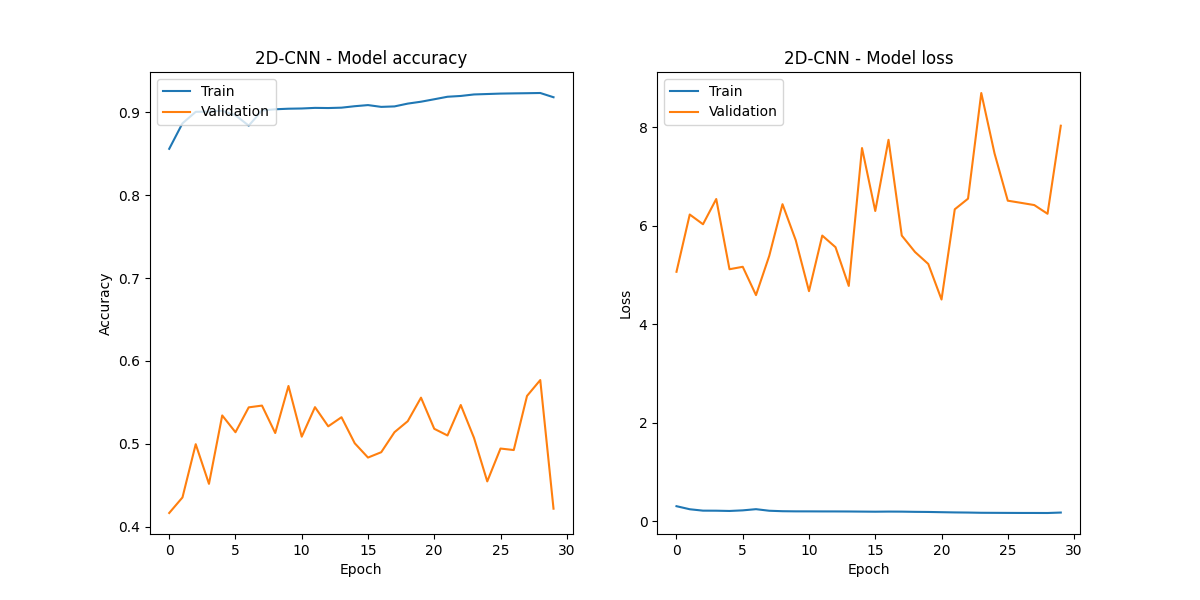 2D-CNN - Model accuracy
Train
Validation
0.9
0.8
0.7
0.6
0.5
0.4
Accuracy
0 5 10 15 20 25 30
Epoch
2D-CNN - Model loss
Train
Validation
8
6
4
2
0
Loss
0 5 10 15 20 25 30
Epoch